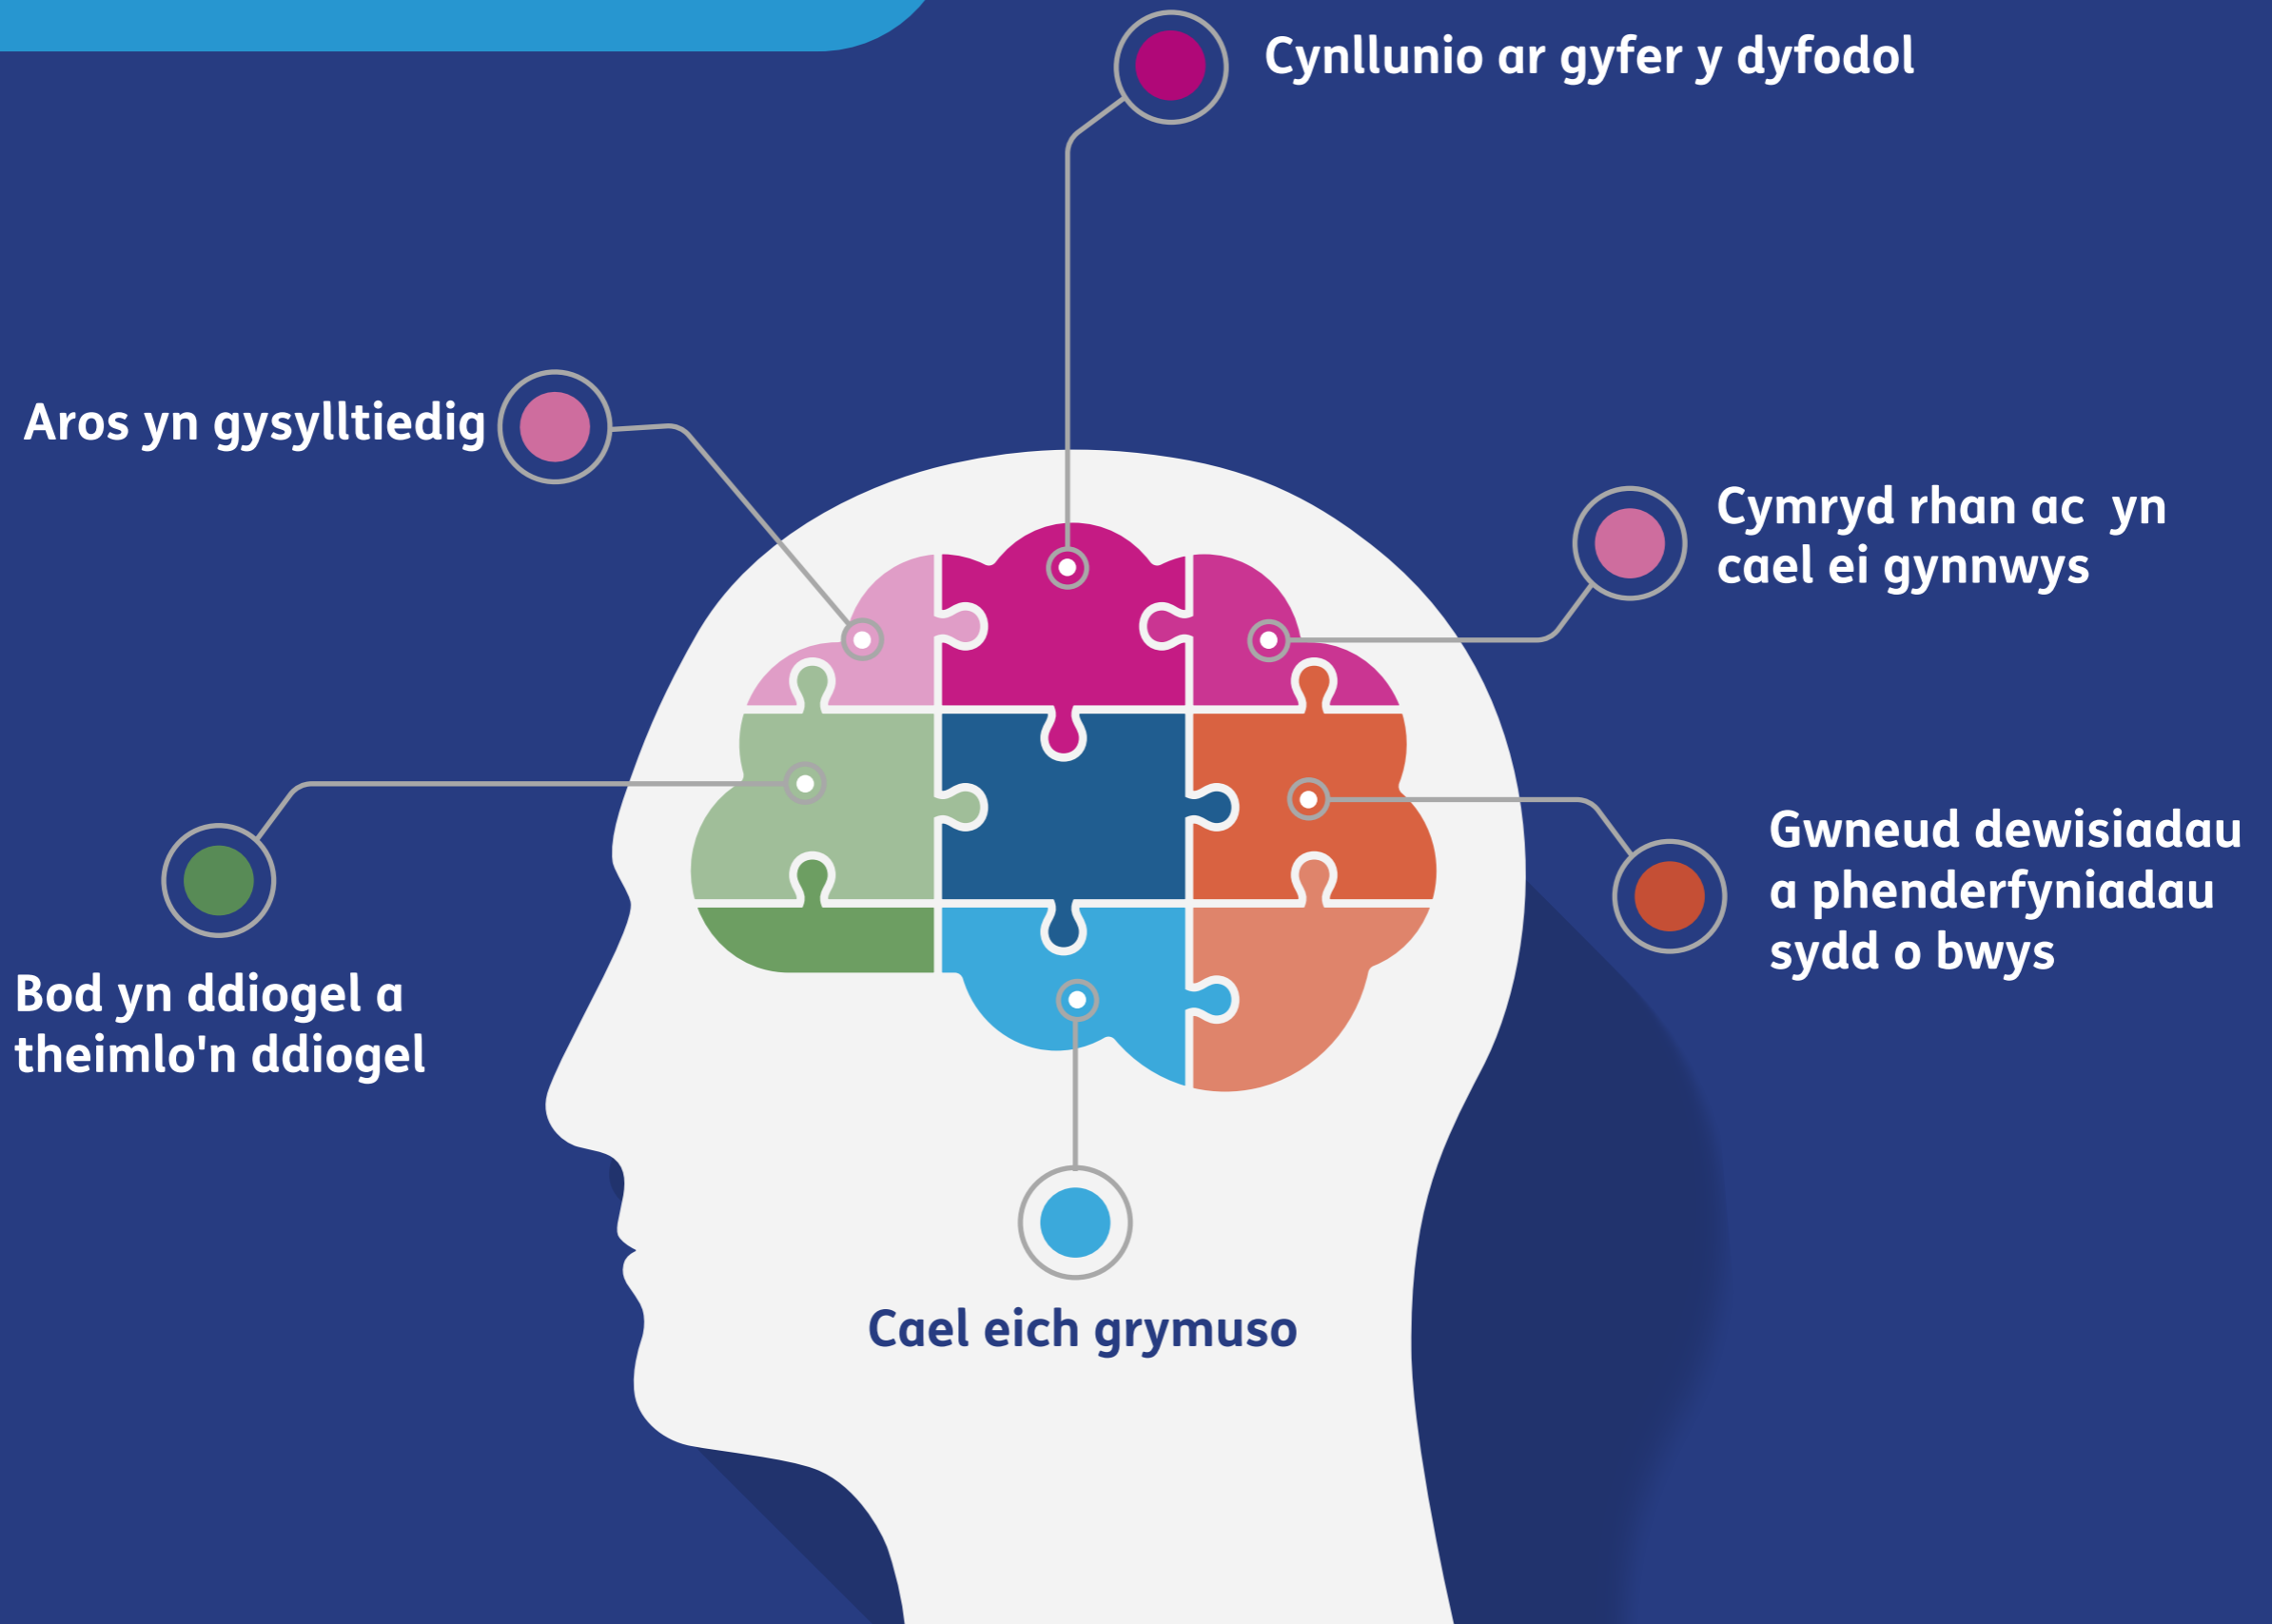 Cynllunio ar gyfer y dyfodol
Aros yn gysylltiedig
Cymryd rhan ac  yn
cael ei gynnwys
Gwneud dewisiadau
a phenderfyniadau
sydd o bwys
Bod yn ddiogel a
theimlo'n ddiogel
Cael eich grymuso